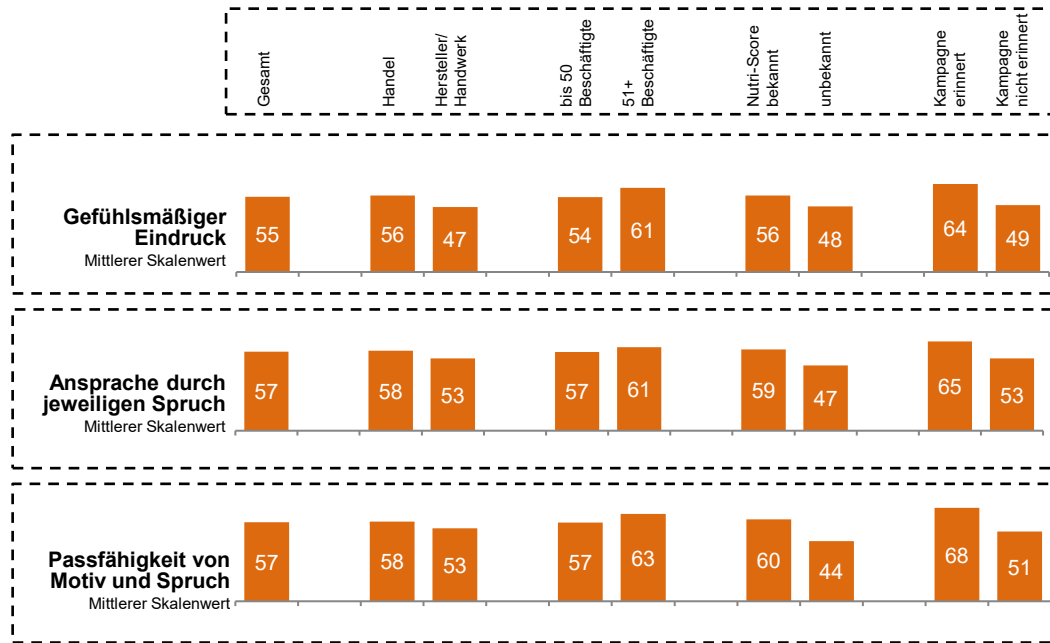 Gesamt
Handel
Hersteller/
Handwerk
bis 50
Beschäftigte
51+
Beschäftigte
Nutri-Score
bekannt
unbekannt
Kampagne
erinnert
Kampagne
nicht erinnert
Gefühlsmäßiger
Eindruck
Mittlerer Skalenwert
55 56 47 54 61 56 48 64 49
Ansprache durch
jeweiligen Spruch
Mittlerer Skalenwert
57 58 53 57 61 59 47 65 53
Passfähigkeit von
Motiv und Spruch
Mittlerer Skalenwert
57 58 53 57 63 60 44 68 51